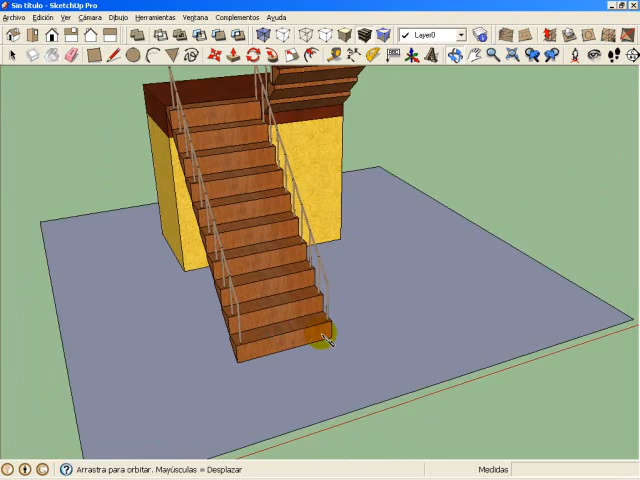 Sin título - SketchUp Pro
Archivo Edición Ver Cámara Dibujo Herramientas Ventana Complementos Ayuda
Layer0
Arrastra para orbitar. Mayúsculas = Desplazar Medidas